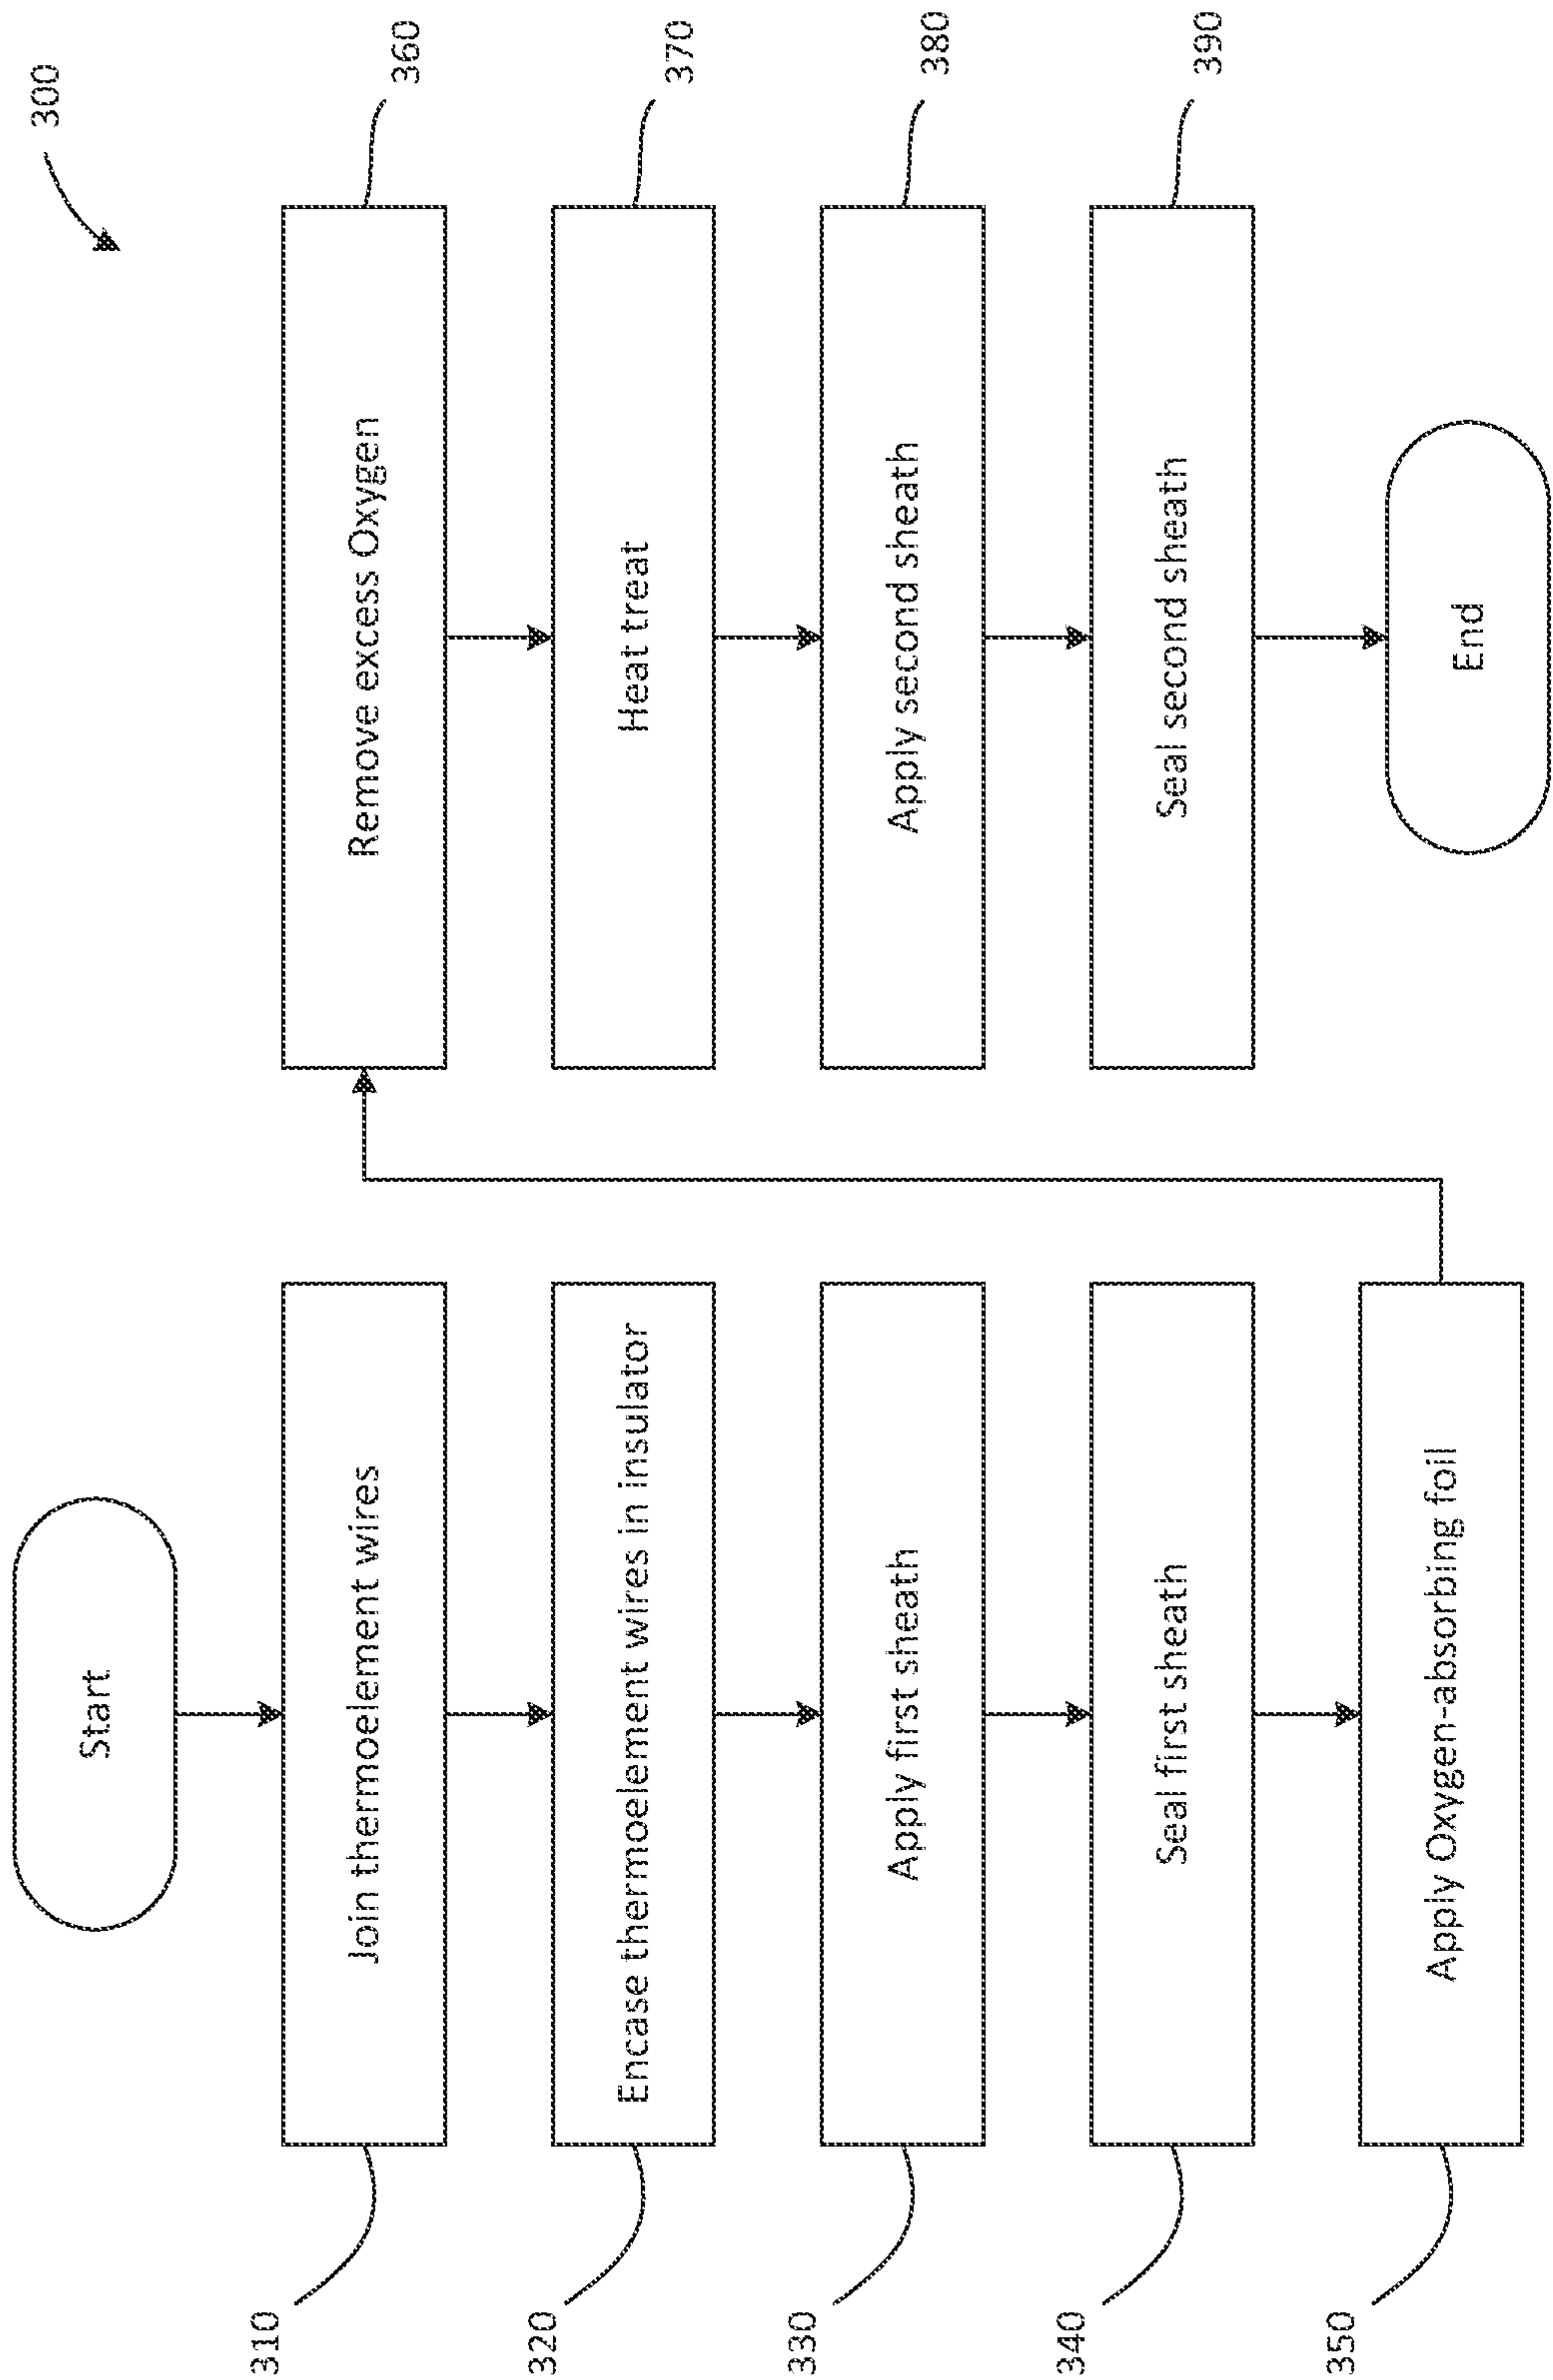 300
Start
310
Join thermoelement wires
320
Encase thermoelement wires in insulator
330
Apply first sheath
340
Seal first sheath
350
Apply Oxygen-absorbing foil
360
Remove excess Oxygen
370
Heat treat
380
Apply second sheath
390
Seal second sheath
End